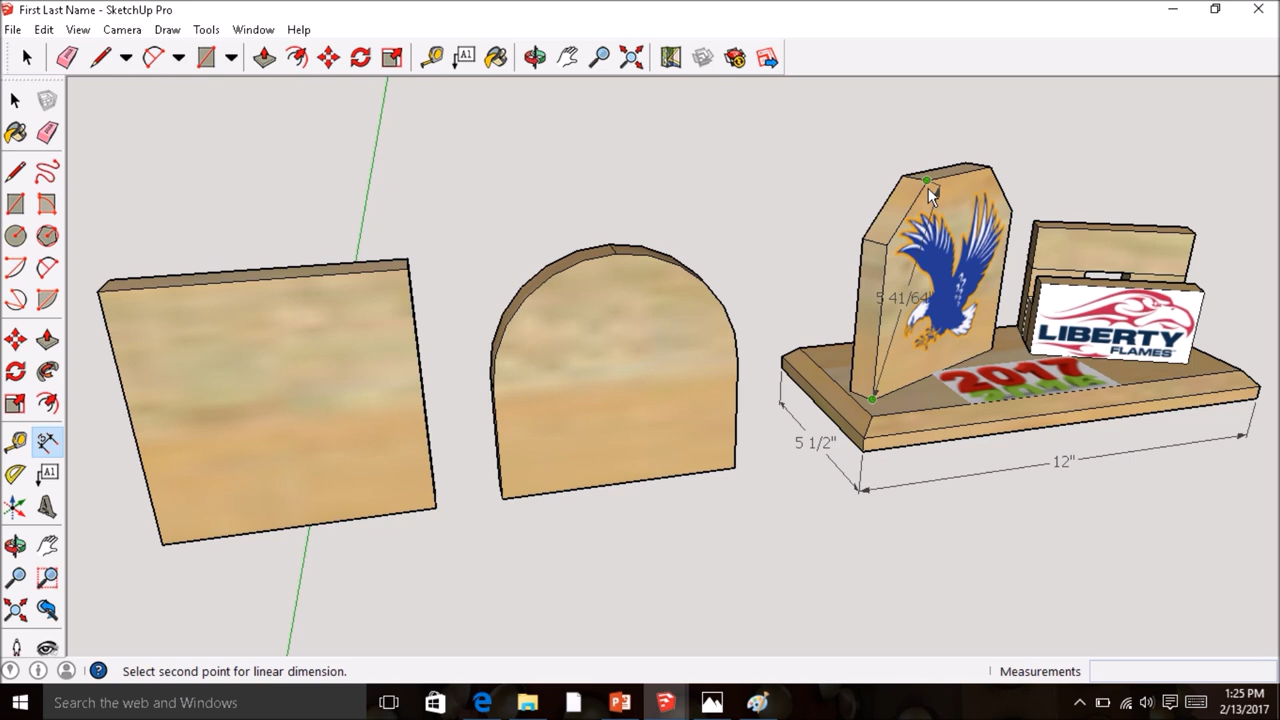 First Last Name - SketchUp Pro
File Edit View Camera Draw Tools Window Help
A1
A1
5 41/64"
LIBERTY
FLAMES
2017
5 1/2"
12"
Select second point for linear dimension.
Measurements
Search the web and Windows
1:25 PM
2/13/2017